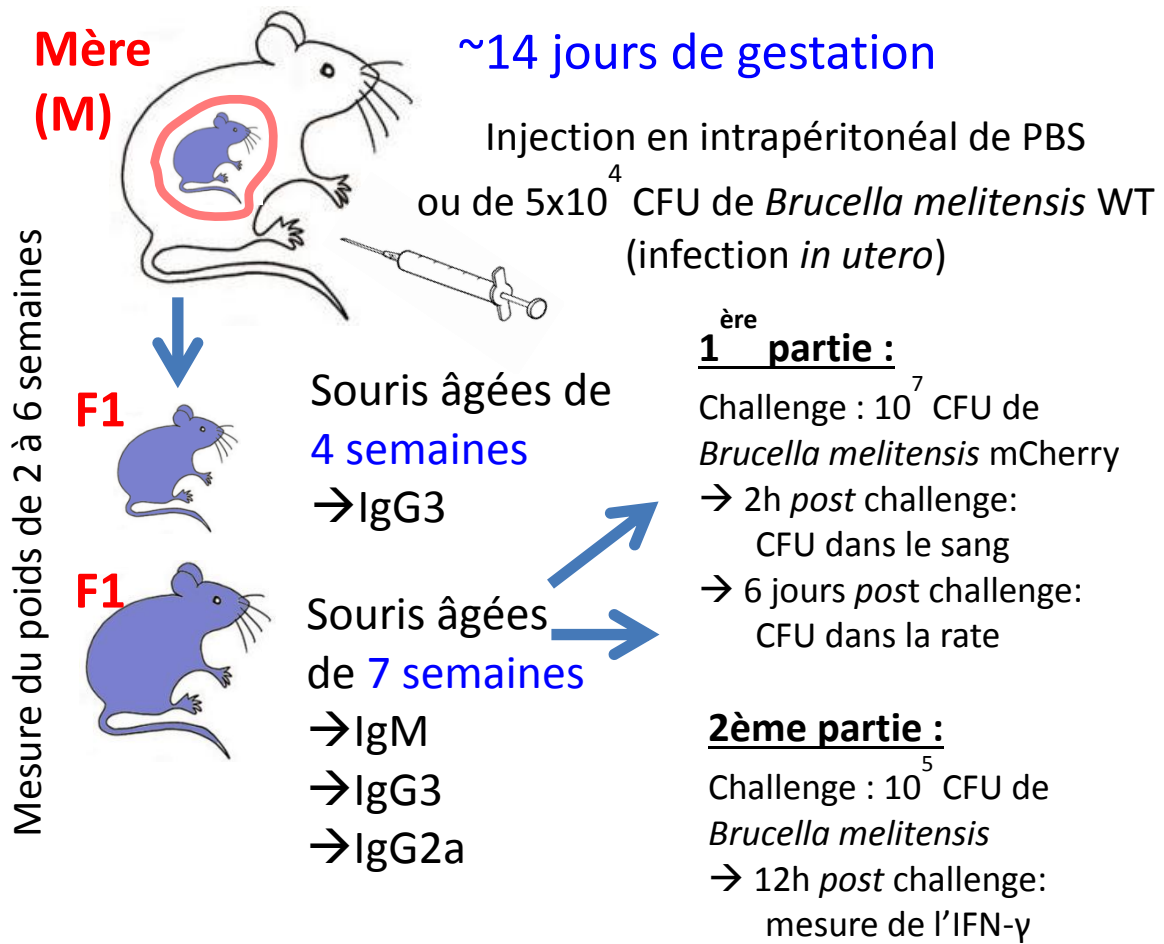 Mère
(M)
~14 jours de gestation
Injection en intrapéritonéal de PBS
ou de 5x10⁴ CFU de Brucella melitensis WT
(infection in utero)
Mesure du poids de 2 à 6 semaines
F1
Souris âgées de
4 semaines
→IgG3
F1
Souris âgées
de 7 semaines
→IgM
→IgG3
→IgG2a
1ère partie :
Challenge : 10⁷ CFU de
Brucella melitensis mCherry
→ 2h post challenge:
CFU dans le sang
→ 6 jours post challenge:
CFU dans la rate
2ème partie :
Challenge : 10⁵ CFU de
Brucella melitensis
→ 12h post challenge:
mesure de l’IFN-γ